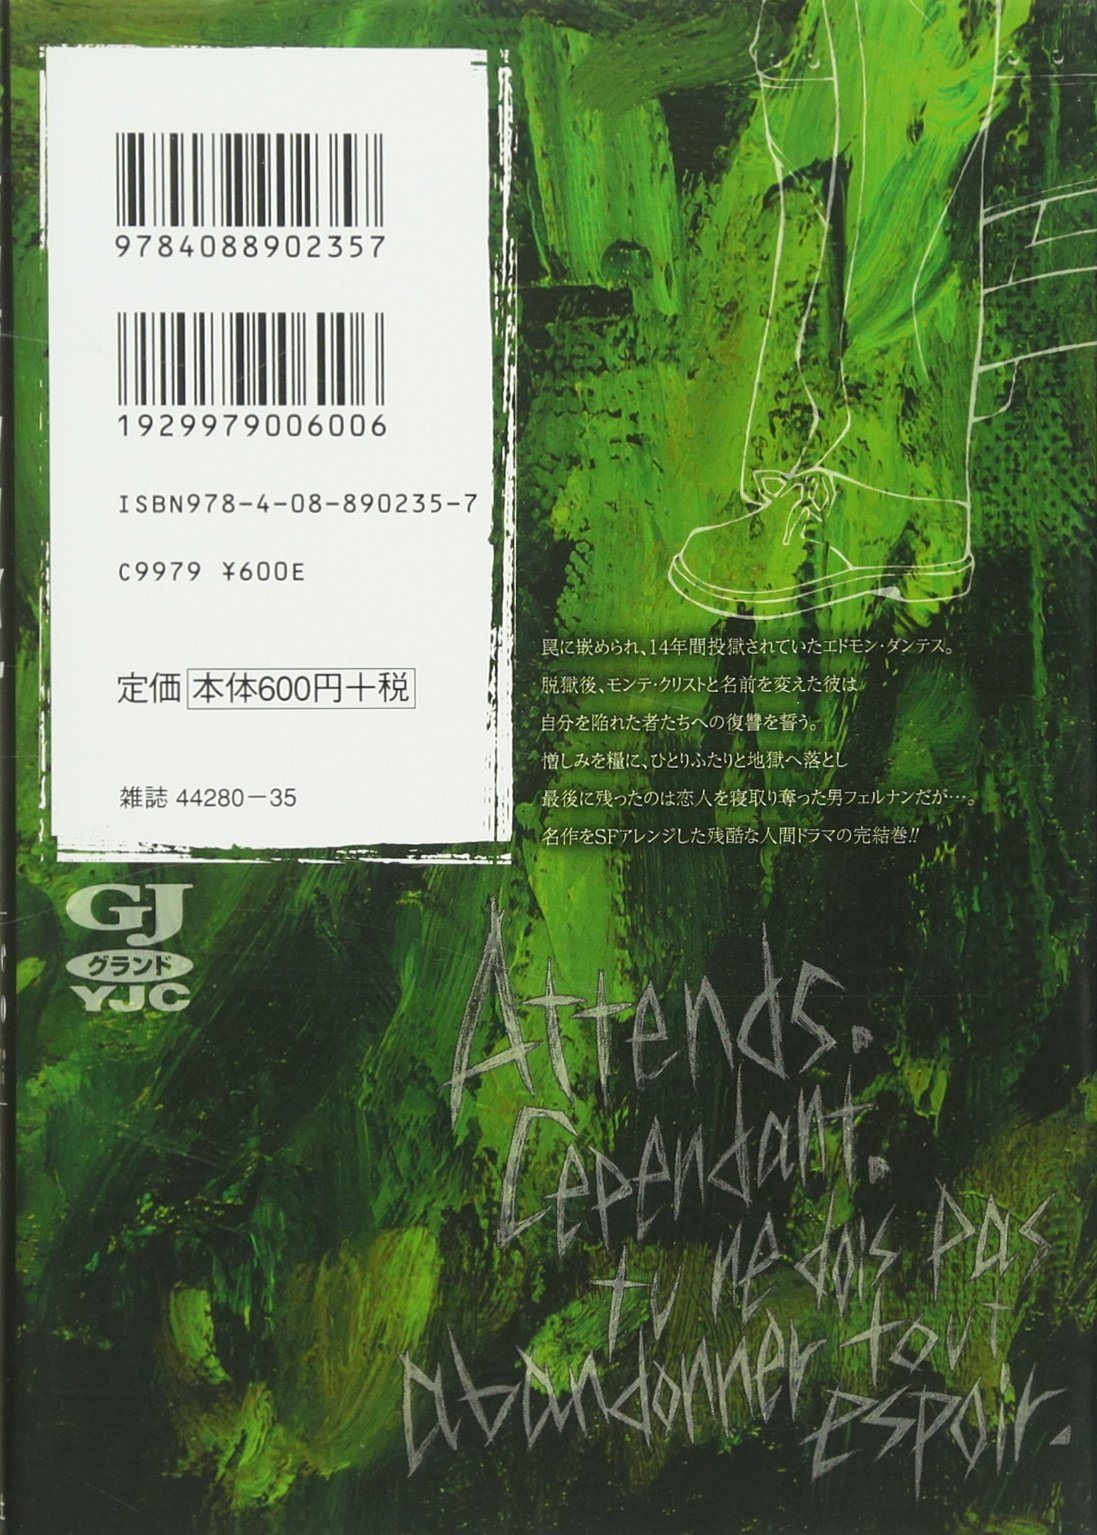 9784088902357
1929979006006
ISBN978-4-08-890235-7
C9979 ¥600E
定価 本体600円+税
雑誌 44280-35
罠に嵌められ、14年間投獄されていたエドモン・ダンテス。
脱獄後、モンテ・クリストと名前を変えた彼は
自分を陥れた者たちへの復讐を誓う。
憎しみを糧に、ひとりふたりと地獄へ落とし
最後に残ったのは恋人を寝取り奪った男フェルナンだが…。
名作をSFアレンジした残酷な人間ドラマの完結巻!!
GJ
グランド
YJC
Attends.
Cependant.
tu ne dois pas
abandonner tout
espoir.